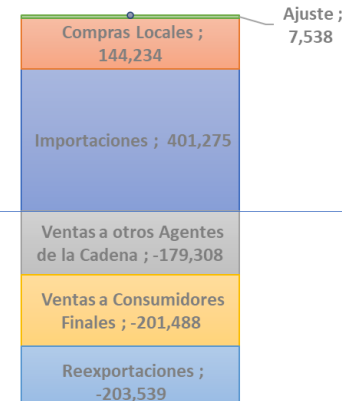 Ajuste ;
7,538
Compras Locales ;
144,234
Importaciones ; 401,275
Ventas a otros Agentes
de la Cadena ; -179,308
Ventas a Consumidores
Finales ; -201,488
Reexportaciones ;
-203,539